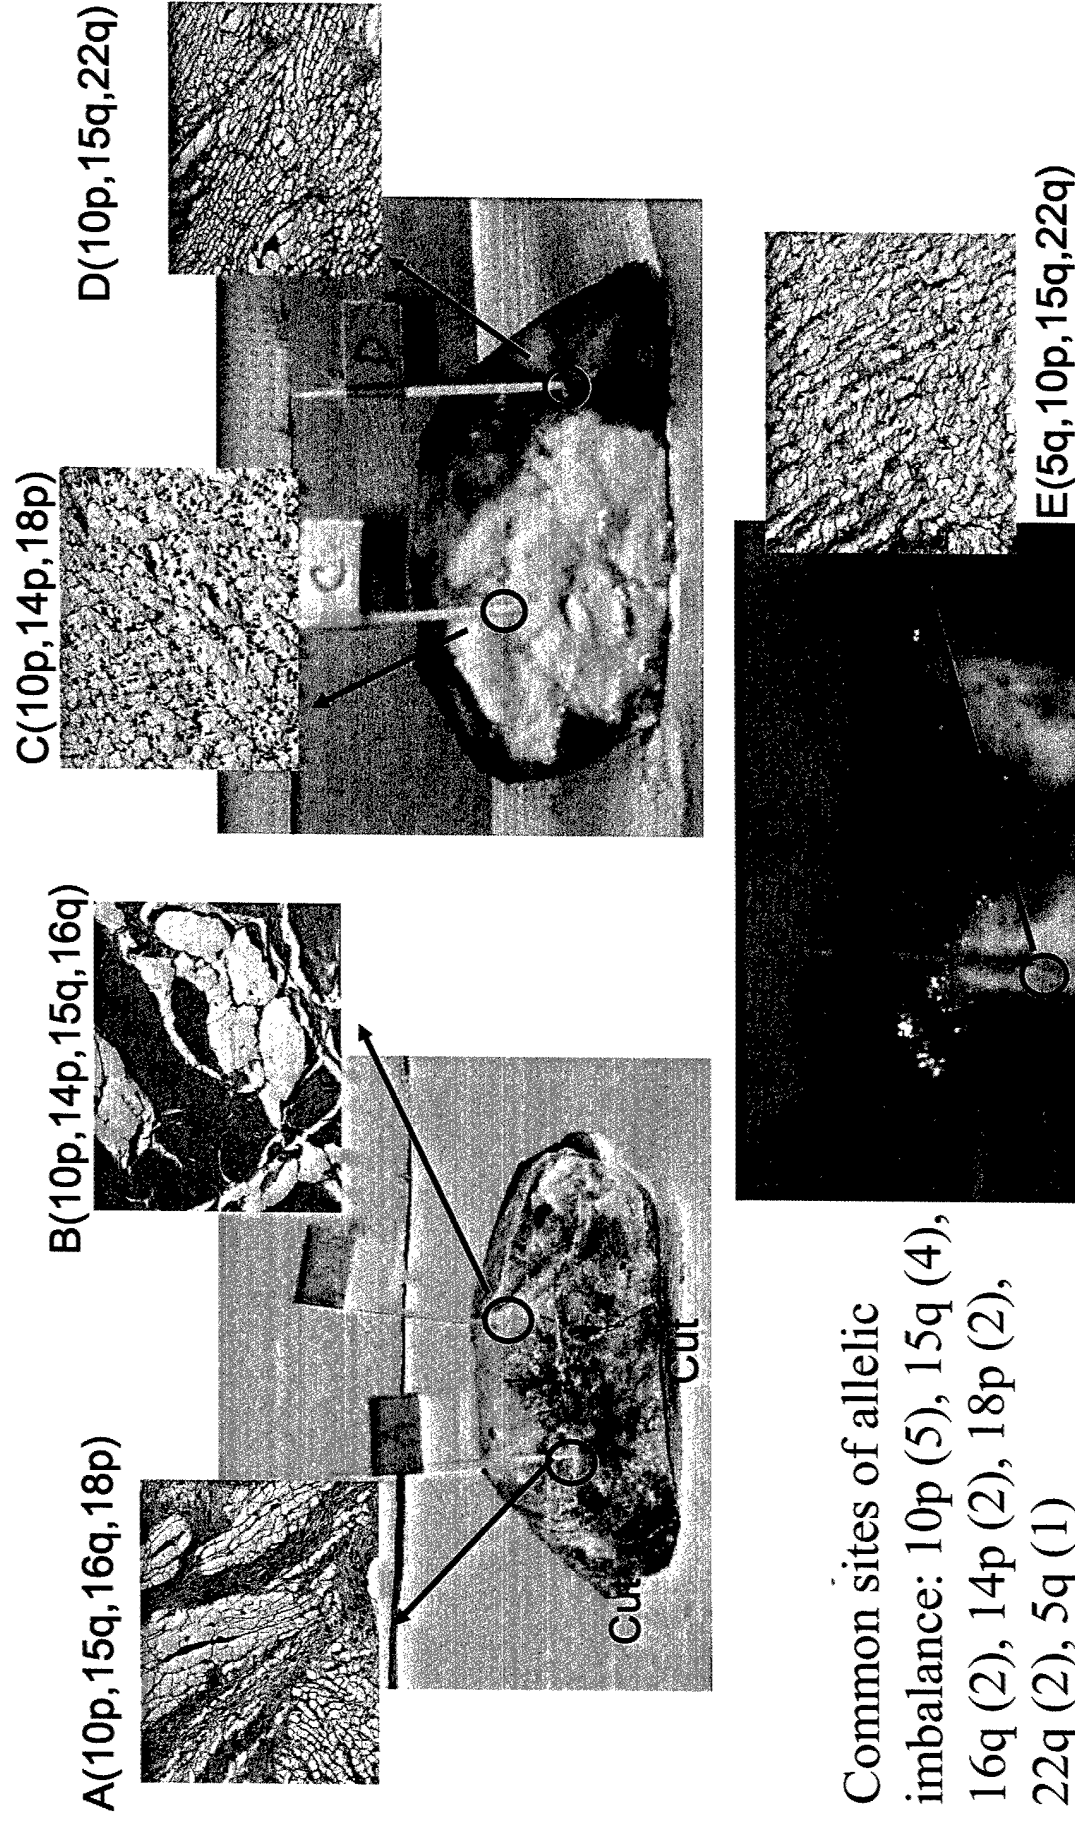 A(10p,15q,16q,18p)
B(10p,14p,15q,16q)
C(10p,14p,18p)
D(10p,15q,22q)
C
D
Cut
Cut
E(5q,10p,15q,22q)
Common sites of allelic
imbalance: 10p (5), 15q (4),
16q (2), 14p (2), 18p (2),
22q (2), 5q (1)